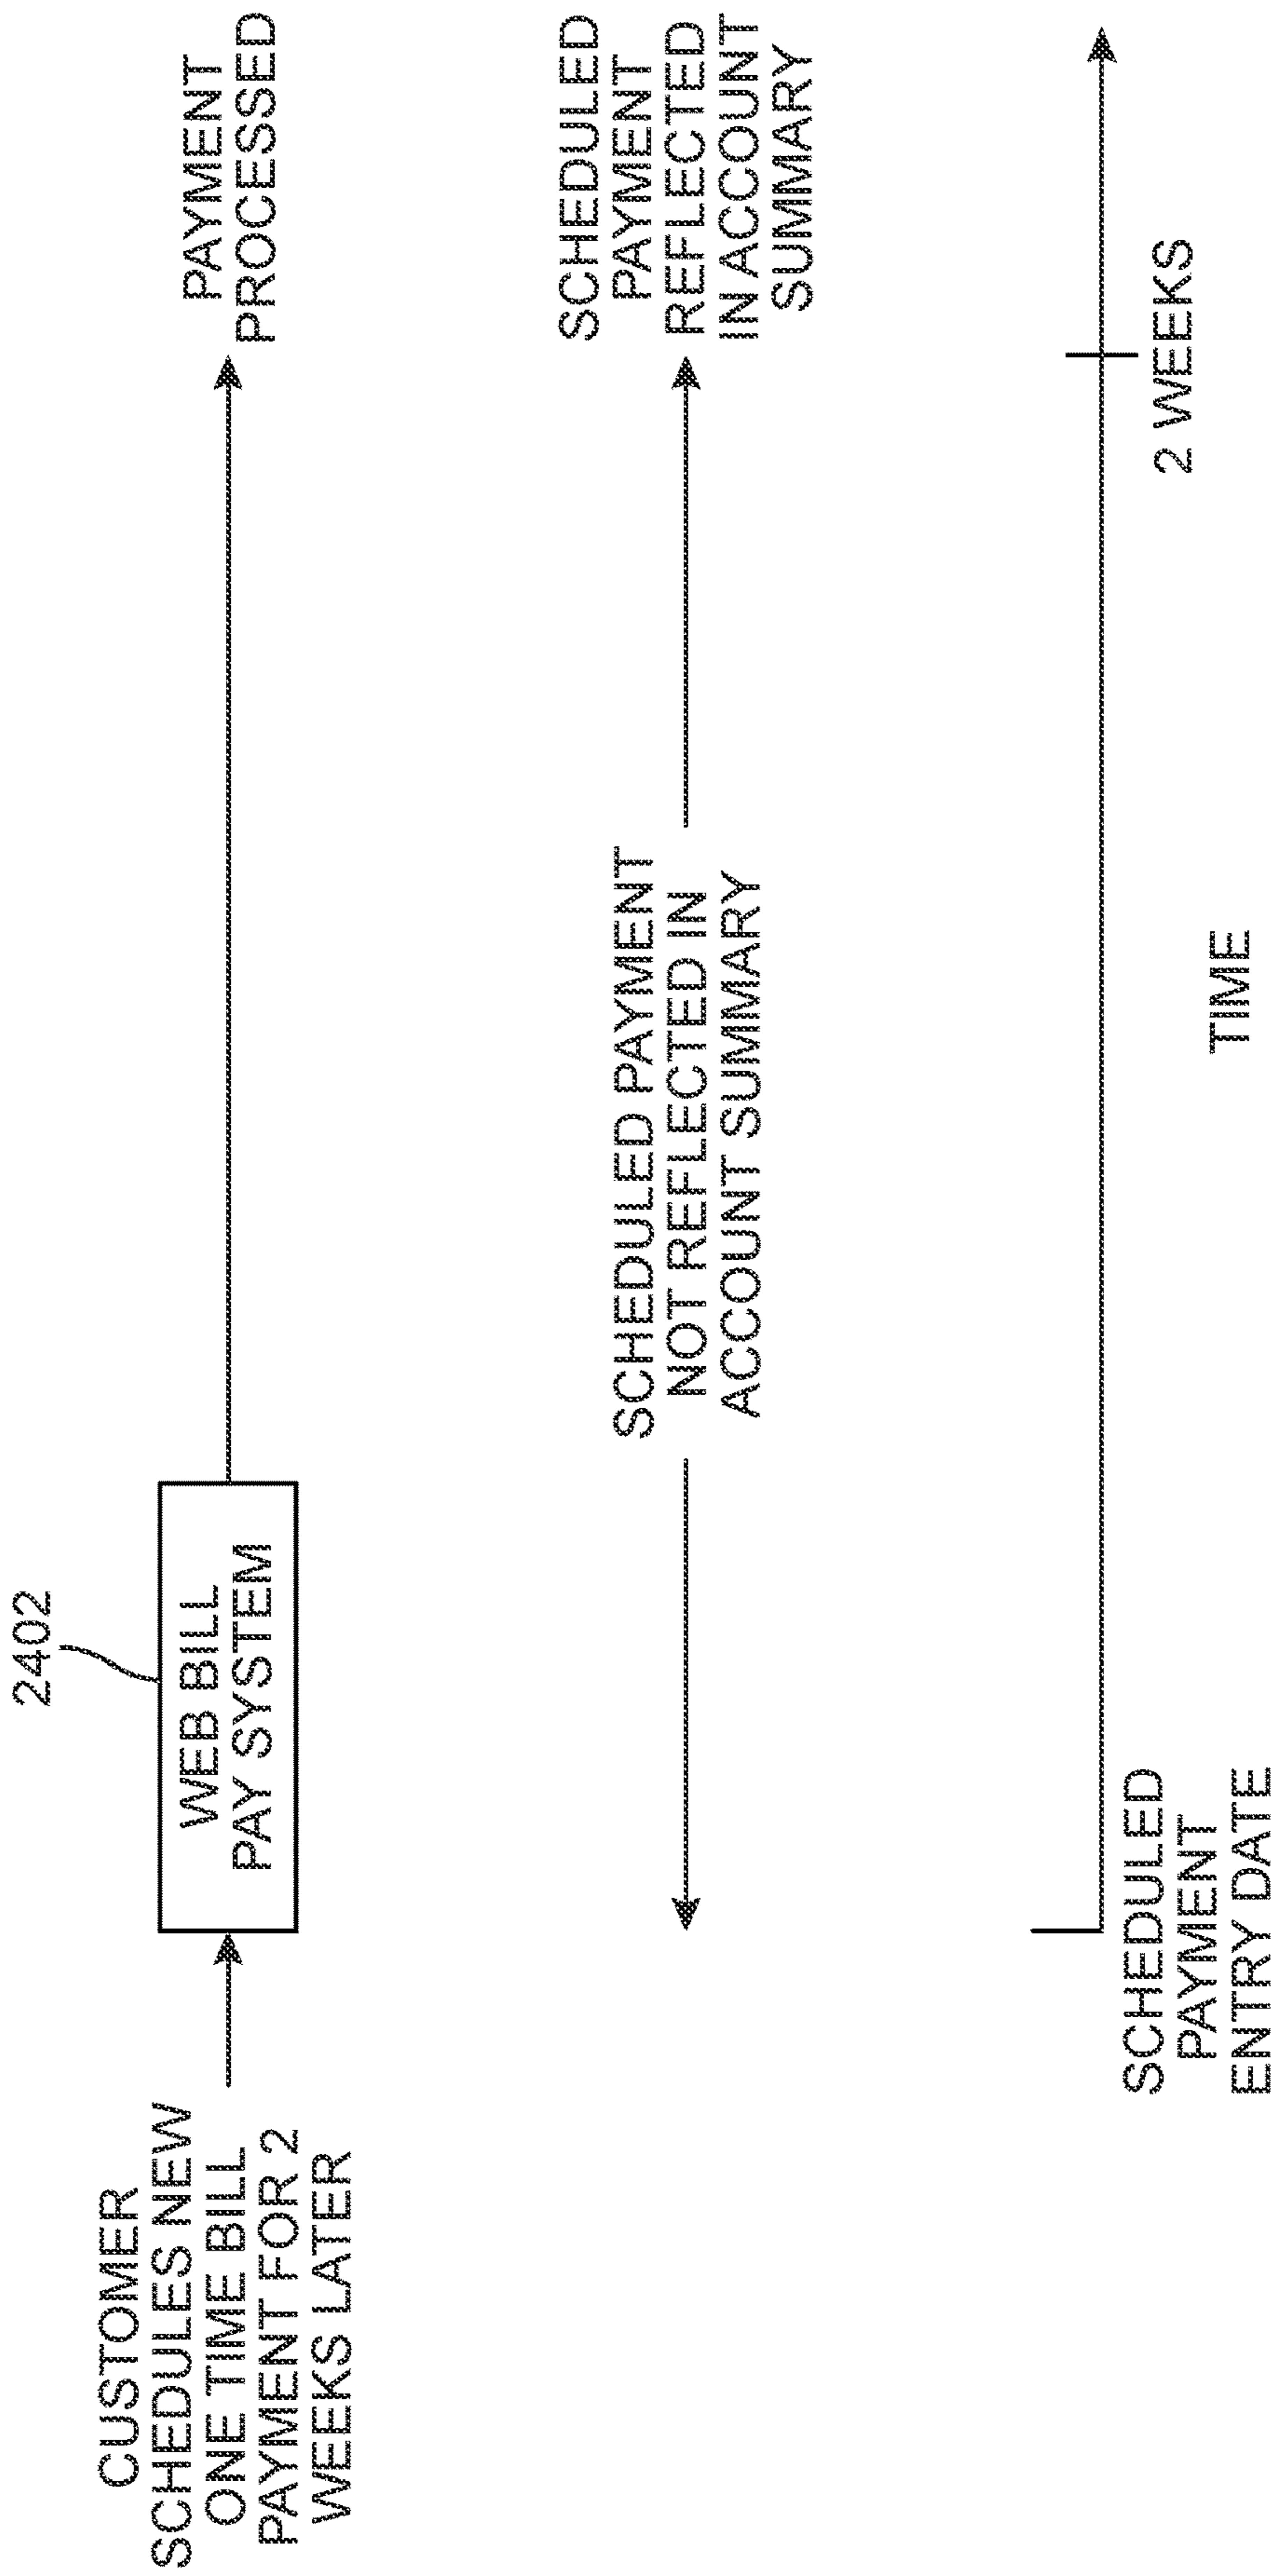 CUSTOMER
SCHEDULES NEW
ONE TIME BILL
PAYMENT FOR 2
WEEKS LATER
2402
WEB BILL
PAY SYSTEM
PAYMENT
PROCESSED
SCHEDULED PAYMENT
NOT REFLECTED IN
ACCOUNT SUMMARY
SCHEDULED
PAYMENT
REFLECTED
IN ACCOUNT
SUMMARY
SCHEDULED
PAYMENT
ENTRY DATE
2 WEEKS
TIME